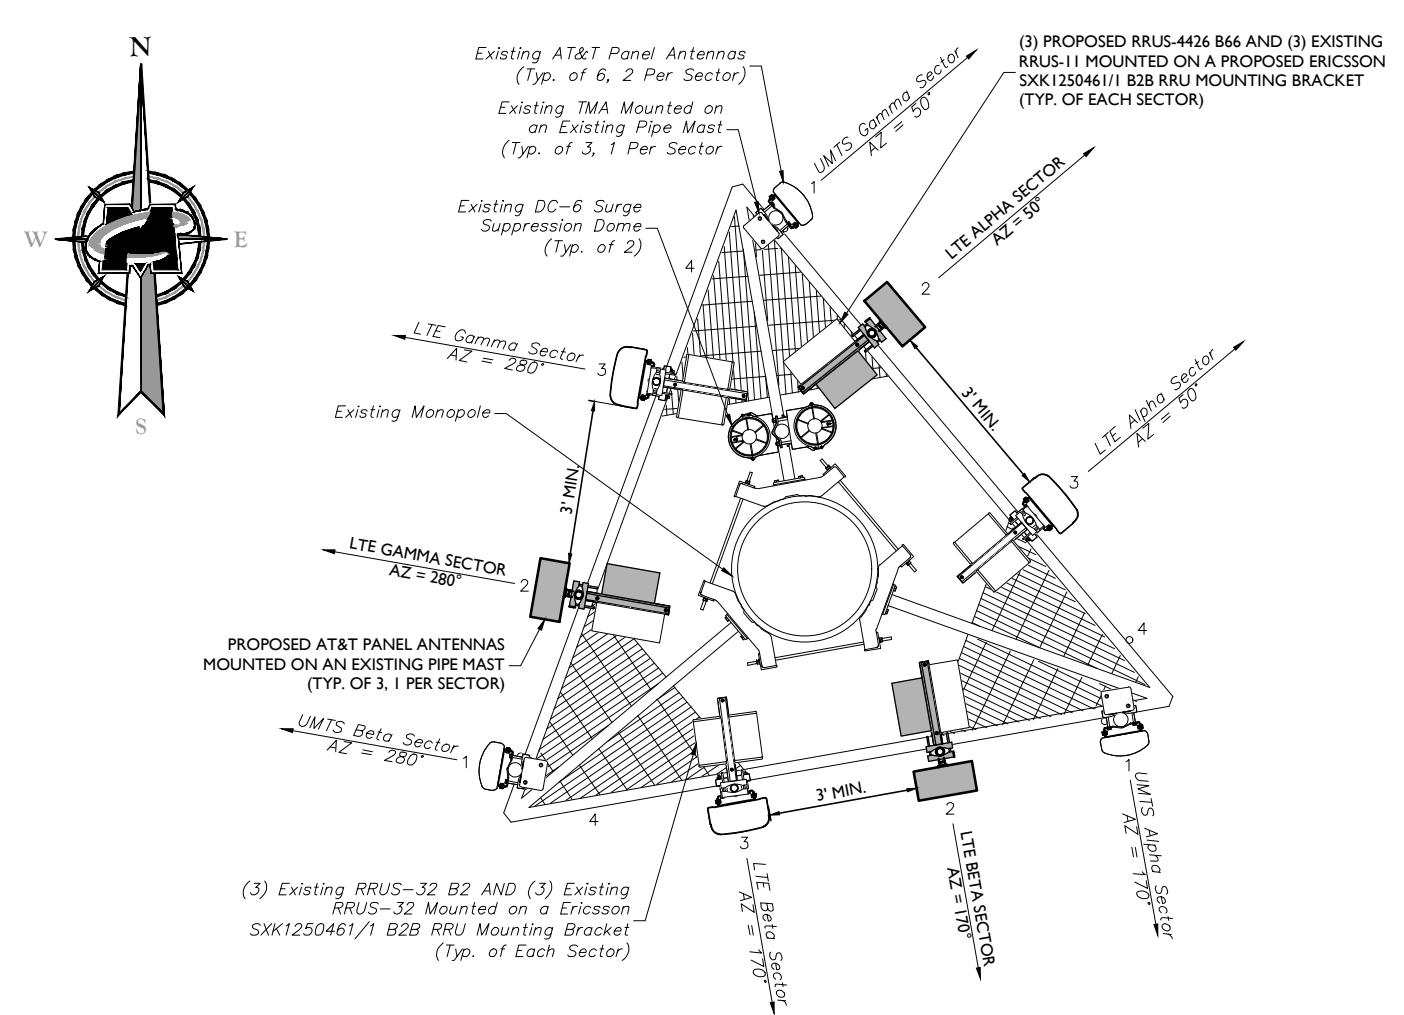 N
W
E
S
Existing AT&T Panel Antennas
(Typ. of 6, 2 Per Sector)
Existing TMA Mounted on
an Existing Pipe Mast
(Typ. of 3, 1 Per Sector
Existing DC-6 Surge
Suppression Dome
(Typ. of 2)
UMTS Gamma Sector
AZ = 50°
1
(3) PROPOSED RRUS-4426 B66 AND (3) EXISTING
RRUS-11 MOUNTED ON A PROPOSED ERICSSON
SXK1250461/1 B2B RRU MOUNTING BRACKET
(TYP. OF EACH SECTOR)
LTE ALPHA SECTOR
AZ = 50°
2
4
LTE Gamma Sector
AZ = 280°
3
3' MIN.
LTE Alpha Sector
AZ = 50°
3
Existing Monopole
3' MIN.
LTE GAMMA SECTOR
AZ = 280°
2
PROPOSED AT&T PANEL ANTENNAS
MOUNTED ON AN EXISTING PIPE MAST
(TYP. OF 3, 1 PER SECTOR)
4
UMTS Beta Sector
AZ = 280°
1
4
3' MIN.
3
2
1
LTE Beta Sector
AZ = 170°
LTE BETA SECTOR
AZ = 170°
UMTS Alpha Sector
AZ = 170°
(3) Existing RRUS-32 B2 AND (3) Existing
RRUS-32 Mounted on a Ericsson
SXK1250461/1 B2B RRU Mounting Bracket
(Typ. of Each Sector)